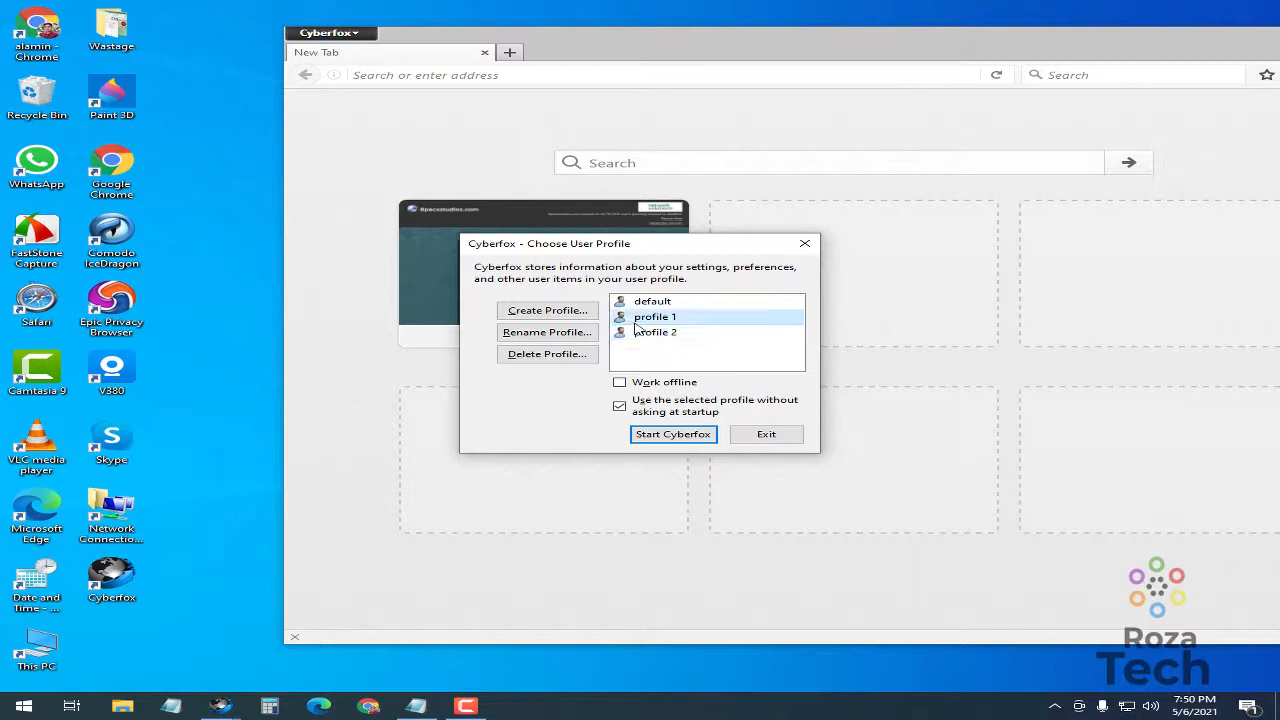 alamin -
Chrome
Wastage
Recycle Bin
Paint 3D
WhatsApp
Google
Chrome
FastStone
Capture
Comodo
IceDragon
Safari
Epic Privacy
Browser
Camtasia 9
V380
VLC media
player
Skype
Microsoft
Edge
Network
Connectio...
Date and
Time - ...
Cyberfox
This PC
Cyberfox
New Tab
Search or enter address
Search
Search
8pecxstudios.com
network
solutions
Cyberfox - Choose User Profile
Cyberfox stores information about your settings, preferences,
and other user items in your user profile.
Create Profile...
Rename Profile...
Delete Profile...
default
profile 1
profile 2
Work offline
Use the selected profile without
asking at startup
Start Cyberfox
Exit
Roza
Tech
7:50 PM
5/6/2021
1